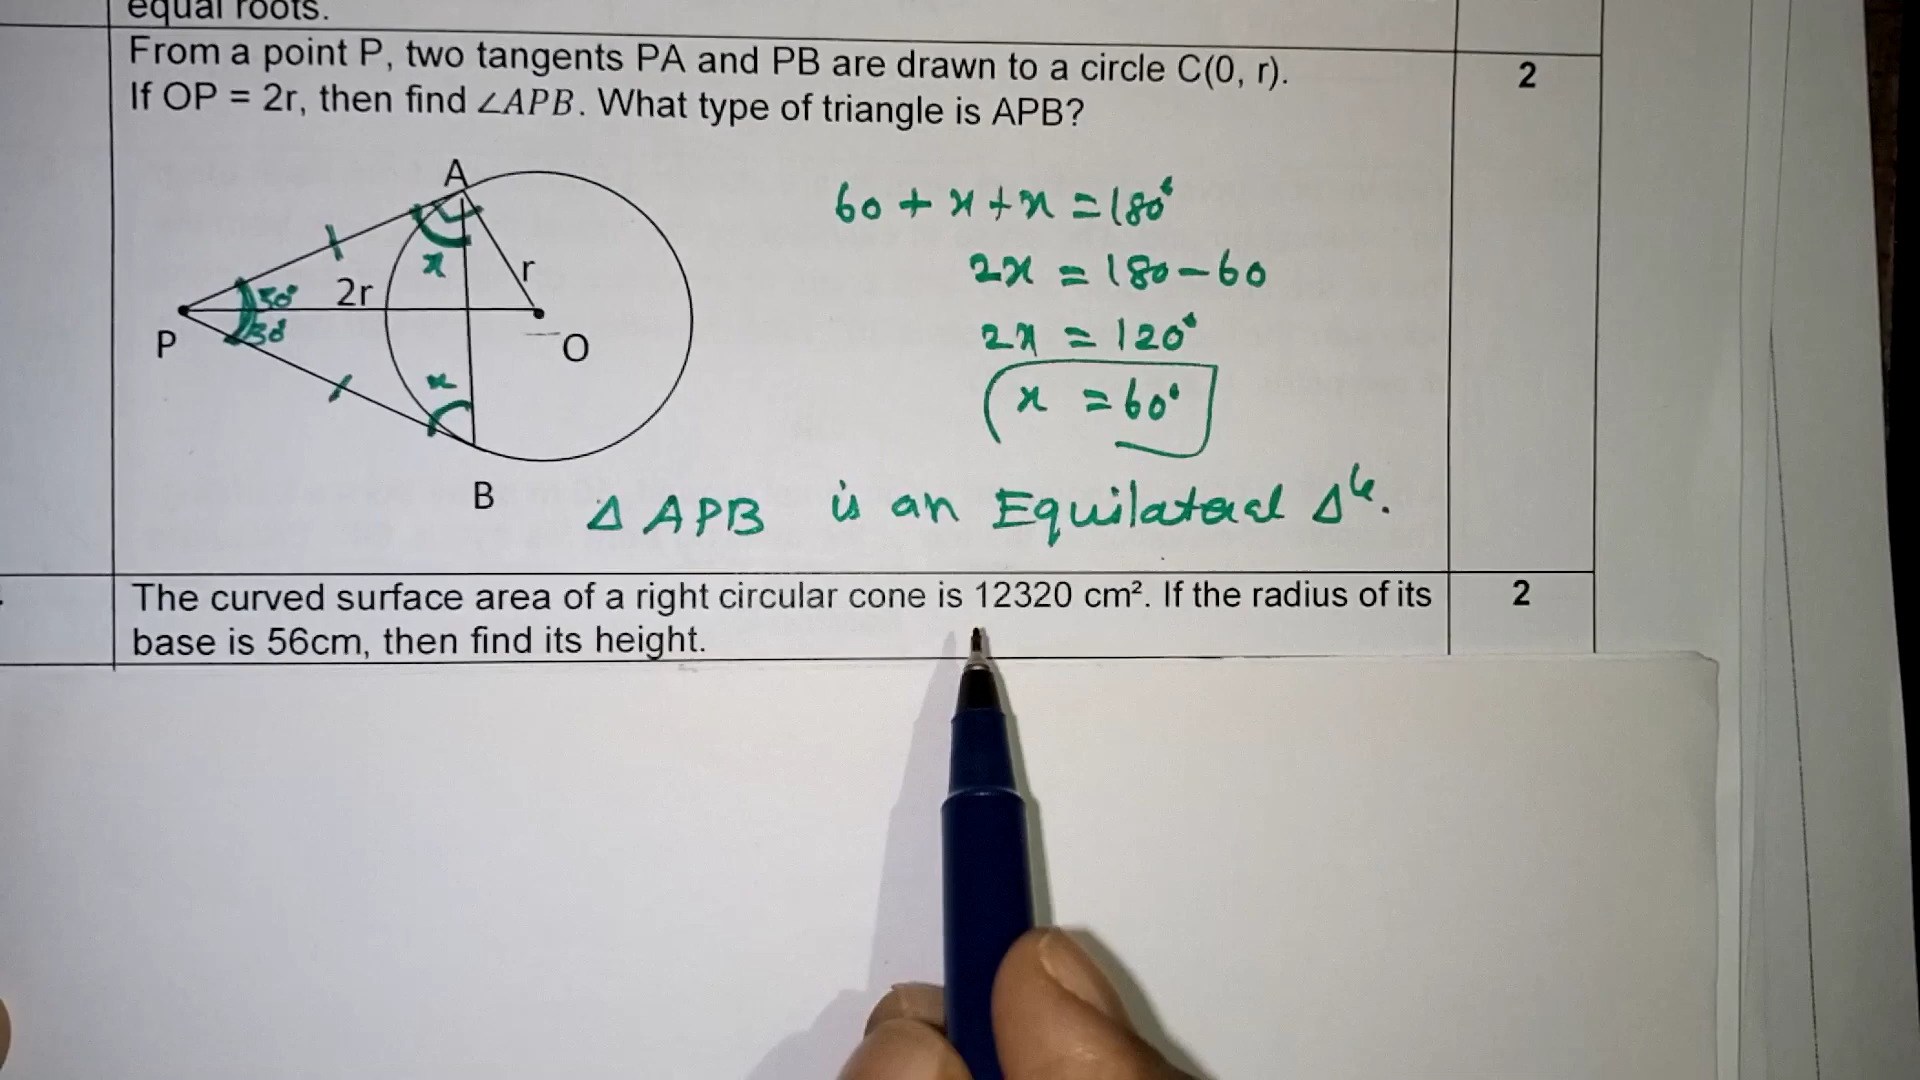 equal roots.
From a point P, two tangents PA and PB are drawn to a circle C(0, r).
If OP = 2r, then find ∠APB. What type of triangle is APB?
2
A
60 + x + x = 180°
x
r
2x = 180 - 60
30°
2r
P
30
O
2x = 120°
x
x = 60°
B
Δ APB is an Equilateral Δle.
The curved surface area of a right circular cone is 12320 cm². If the radius of its
base is 56cm, then find its height.
2